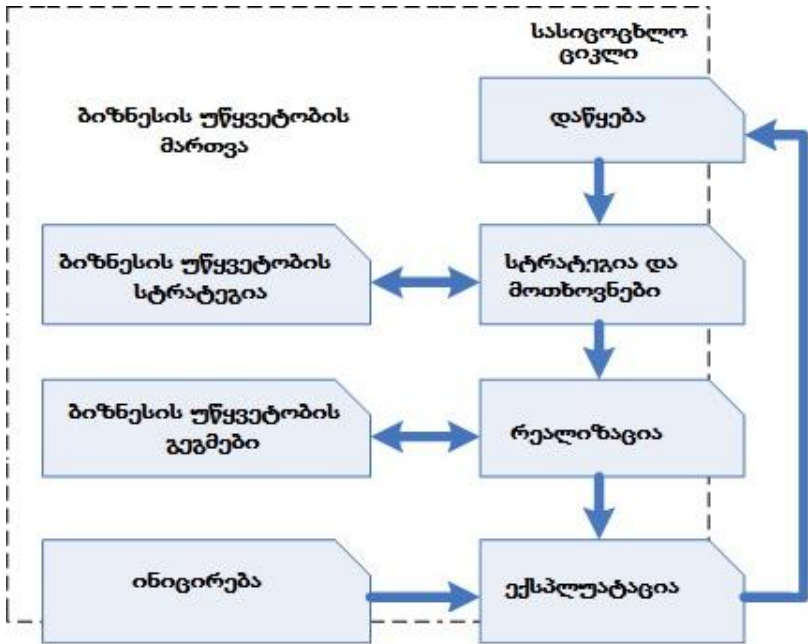 სასიცოცხლო
ციკლი
ბიზნესის უწყვეტობის
მართვა
დაწყება
ბიზნესის უწყვეტობის
სტრატეგია
სტრატეგია და
მოთხოვნები
ბიზნესის უწყვეტობის
გეგმები
რეალიზაცია
ინიცირება
ექსპლუატაცია